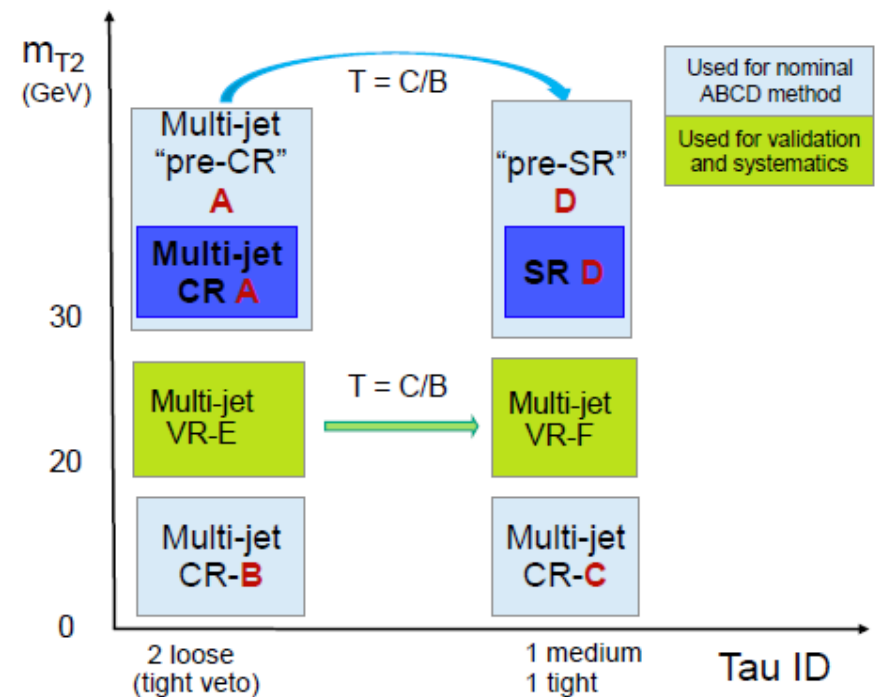 m_T2
(GeV)
T = C/B
Used for nominal
ABCD method
Used for validation
and systematics
Multi-jet
“pre-CR”
A
Multi-jet
CR A
“pre-SR”
D
SR D
30
Multi-jet
VR-E
T = C/B
Multi-jet
VR-F
20
Multi-jet
CR-B
Multi-jet
CR-C
0
2 loose
(tight veto)
1 medium
1 tight
Tau ID